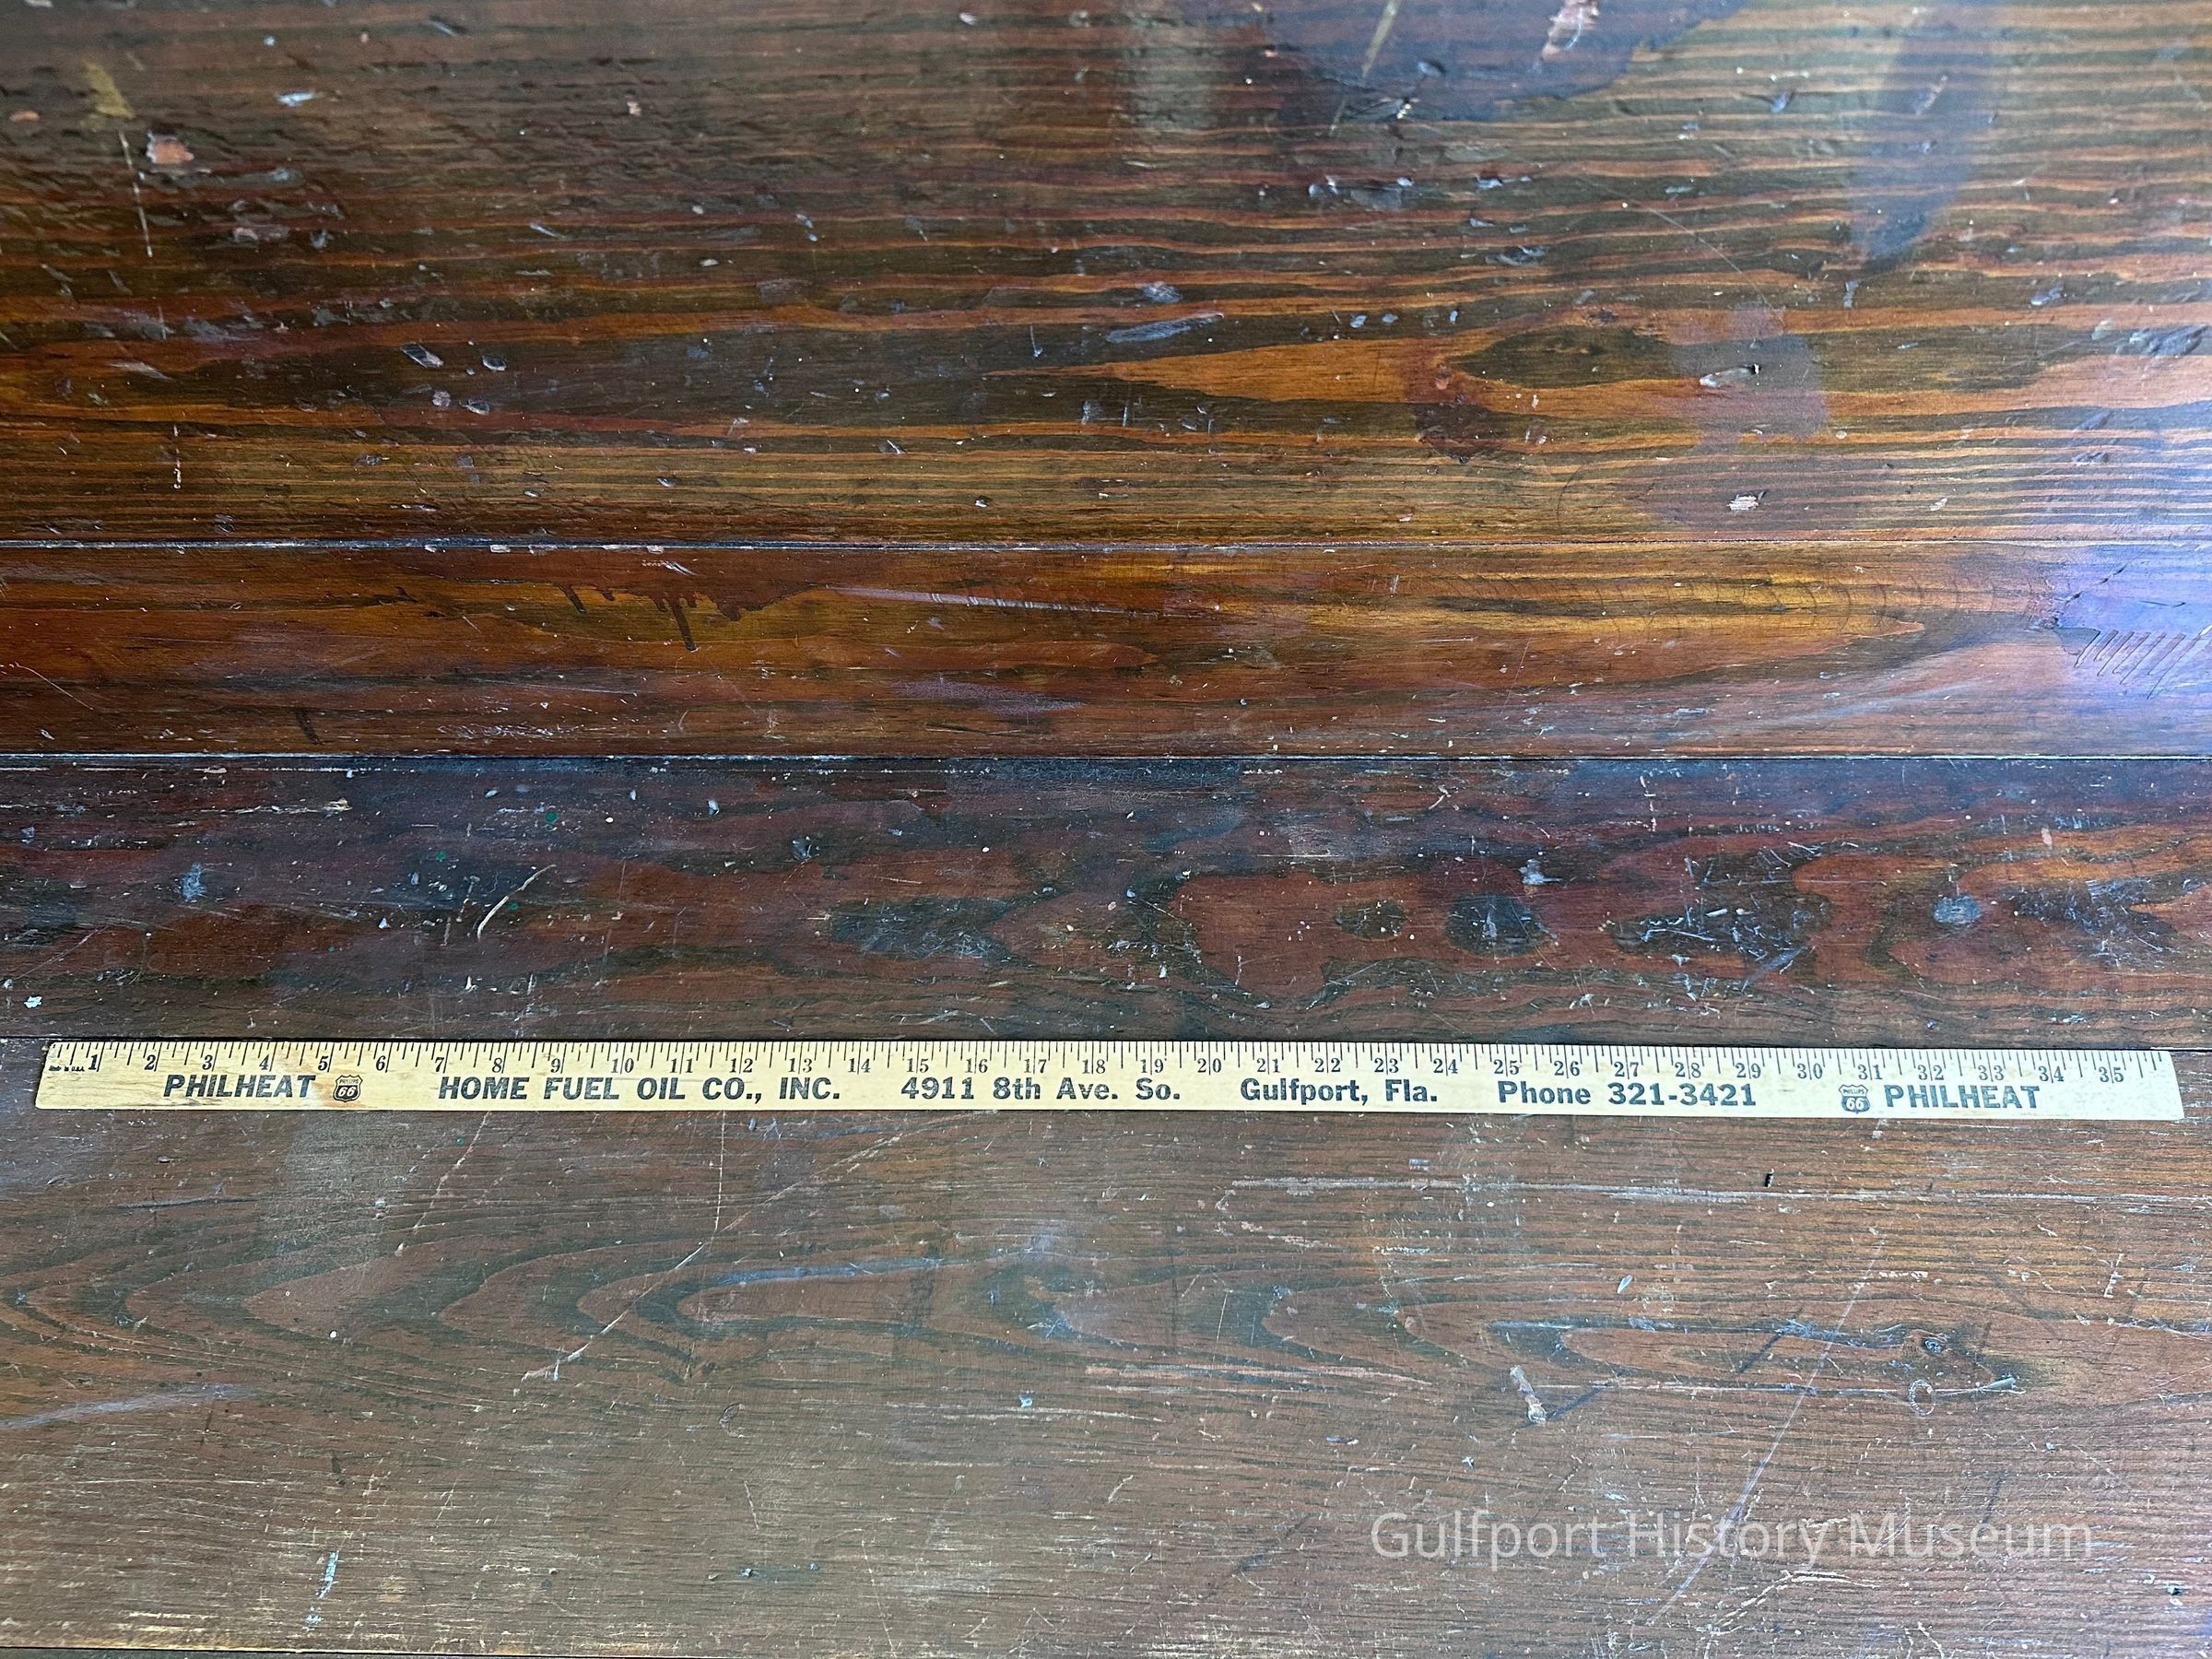 1 2 3 4 5 6 7 8 9 10 11 12 13 14 15 16 17 18 19 20 21 22 23 24 25 26 27 28 29 30 31 32 33 34 35
PHILHEAT 66 HOME FUEL OIL CO., INC. 4911 8th Ave. So. Gulfport, Fla. Phone 321-3421 66 PHILHEAT
Gulfport History Museum